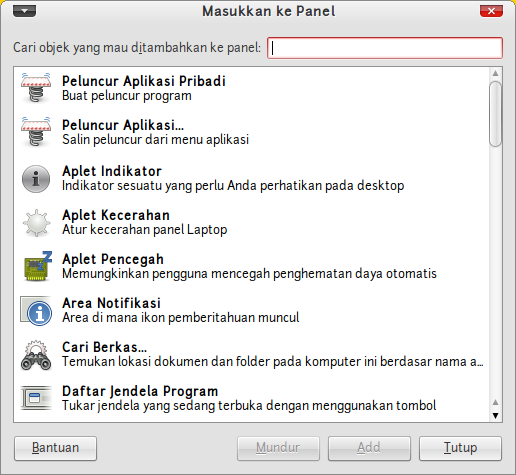 Masukkan ke Panel
Cari objek yang mau ditambahkan ke panel:
Peluncur Aplikasi Pribadi
Buat peluncur program
Peluncur Aplikasi...
Salin peluncur dari menu aplikasi
Aplet Indikator
Indikator sesuatu yang perlu Anda perhatikan pada desktop
Aplet Kecerahan
Atur kecerahan panel Laptop
Aplet Pencegah
Memungkinkan pengguna mencegah penghematan daya otomatis
Area Notifikasi
Area di mana ikon pemberitahuan muncul
Cari Berkas...
Temukan lokasi dokumen dan folder pada komputer ini berdasar nama a...
Daftar Jendela Program
Tukar jendela yang sedang terbuka dengan menggunakan tombol
Bantuan Mundur Add Tutup